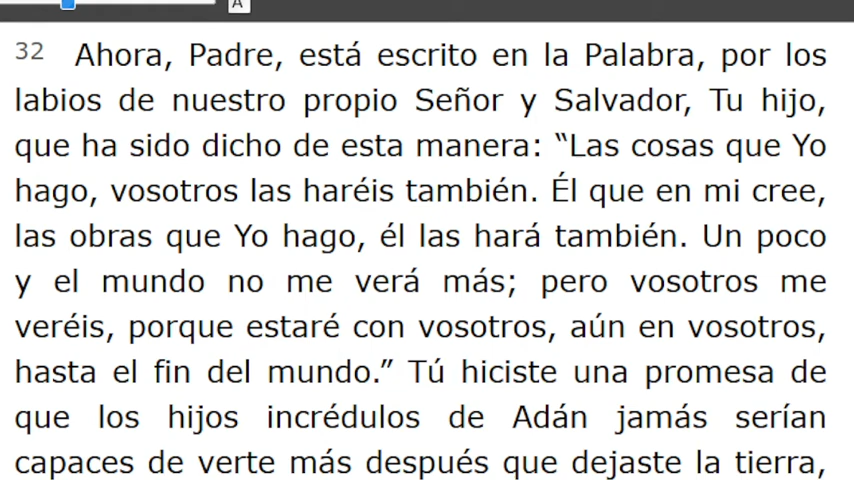 A
32 Ahora, Padre, está escrito en la Palabra, por los
labios de nuestro propio Señor y Salvador, Tu hijo,
que ha sido dicho de esta manera: “Las cosas que Yo
hago, vosotros las haréis también. Él que en mi cree,
las obras que Yo hago, él las hará también. Un poco
y el mundo no me verá más; pero vosotros me
veréis, porque estaré con vosotros, aún en vosotros,
hasta el fin del mundo.” Tú hiciste una promesa de
que los hijos incrédulos de Adán jamás serían
capaces de verte más después que dejaste la tierra,